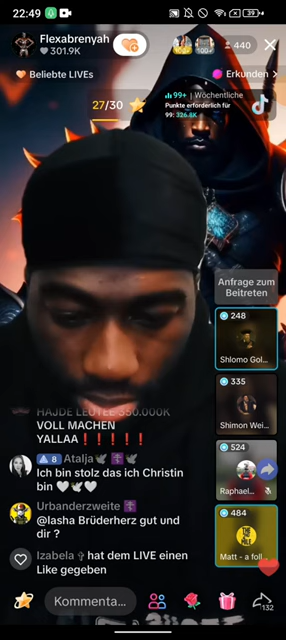 22:49
39
Flexabrenyah
301.9K
440
Beliebte LIVEs
Erkunden >
27/30
99+ | Wöchentliche
Punkte erforderlich für
99: 326.8K
Anfrage zum
Beitreten
248
Shlomo Gol...
335
Shimon Wei...
524
Raphael...
484
Matt - a foll...
HAJDE LEUTEE 350.000K
VOLL MACHEN
YALLAA❗❗❗❗❗
8 Atalja🕊️ ✝️ 🕊️
Ich bin stolz das ich Christin
bin 🤍🕊️🤍
Urbanderzweite ✝️
@lasha Brüderherz gut und
dir ?
Izabela ✞ hat dem LIVE einen
Like gegeben
Kommenta...
132